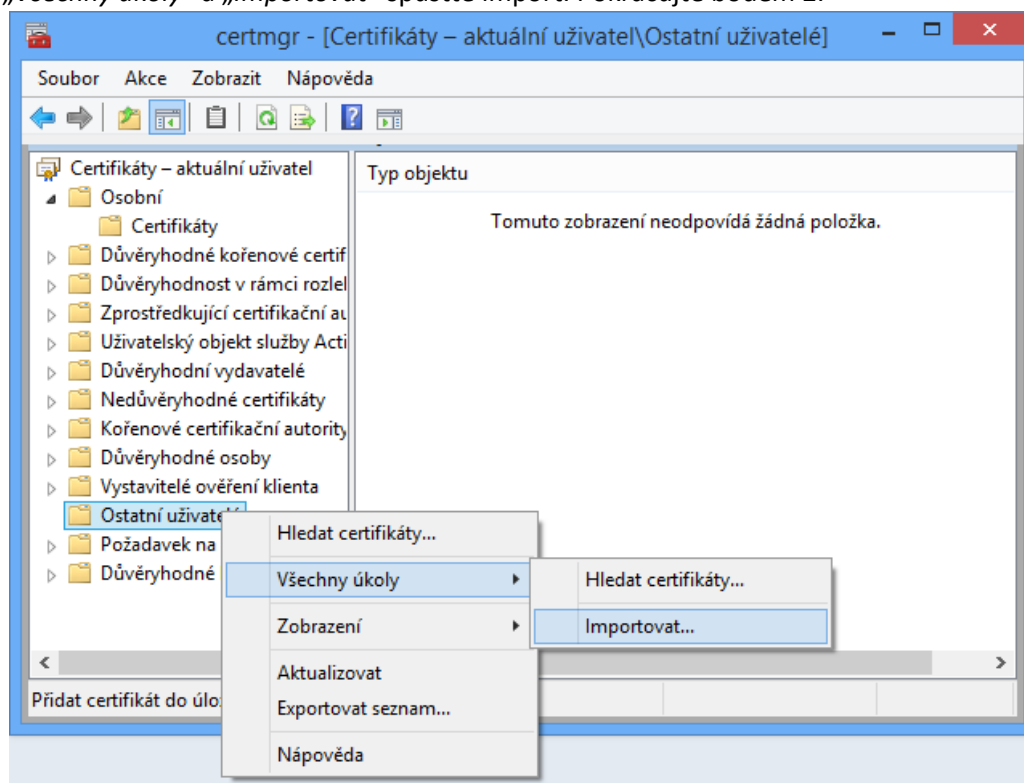 „Všechny úkoly“ a „Importovat“ spusťte import. Pokračujte bodem 2.
certmgr - [Certifikáty – aktuální uživatel\Ostatní uživatelé]
Soubor Akce Zobrazit Nápověda
Certifikáty – aktuální uživatel
Osobní
Certifikáty
Důvěryhodné kořenové certif
Důvěryhodnost v rámci rozlel
Zprostředkující certifikační au
Uživatelský objekt služby Acti
Důvěryhodní vydavatelé
Nedůvěryhodné certifikáty
Kořenové certifikační autority
Důvěryhodné osoby
Vystavitelé ověření klienta
Ostatní uživatelé
Požadavek na
Důvěryhodné
Typ objektu
Tomuto zobrazení neodpovídá žádná položka.
Hledat certifikáty...
Všechny úkoly
Zobrazení
Aktualizovat
Exportovat seznam...
Nápověda
Hledat certifikáty...
Importovat...
Přidat certifikát do úlo